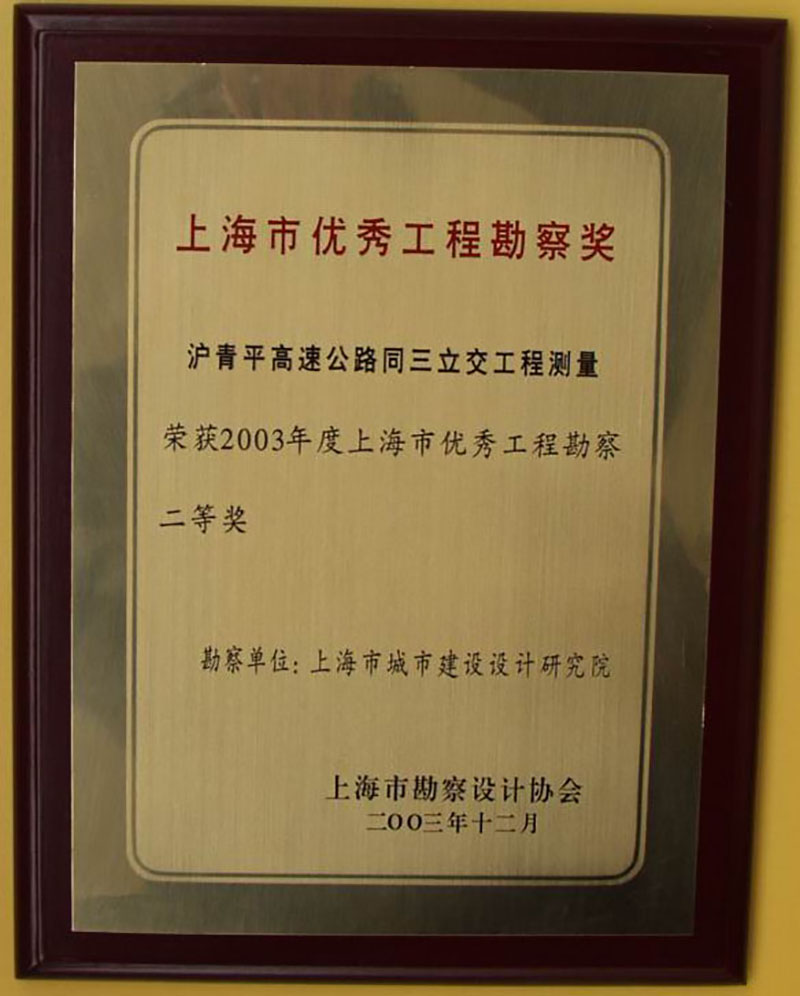 上海市优秀工程勘察奖
沪青平高速公路同三立交工程测量
荣获2003年度上海市优秀工程勘察
二等奖
勘察单位：上海市城市建设设计研究院
上海市勘察设计协会
二OO三年十二月